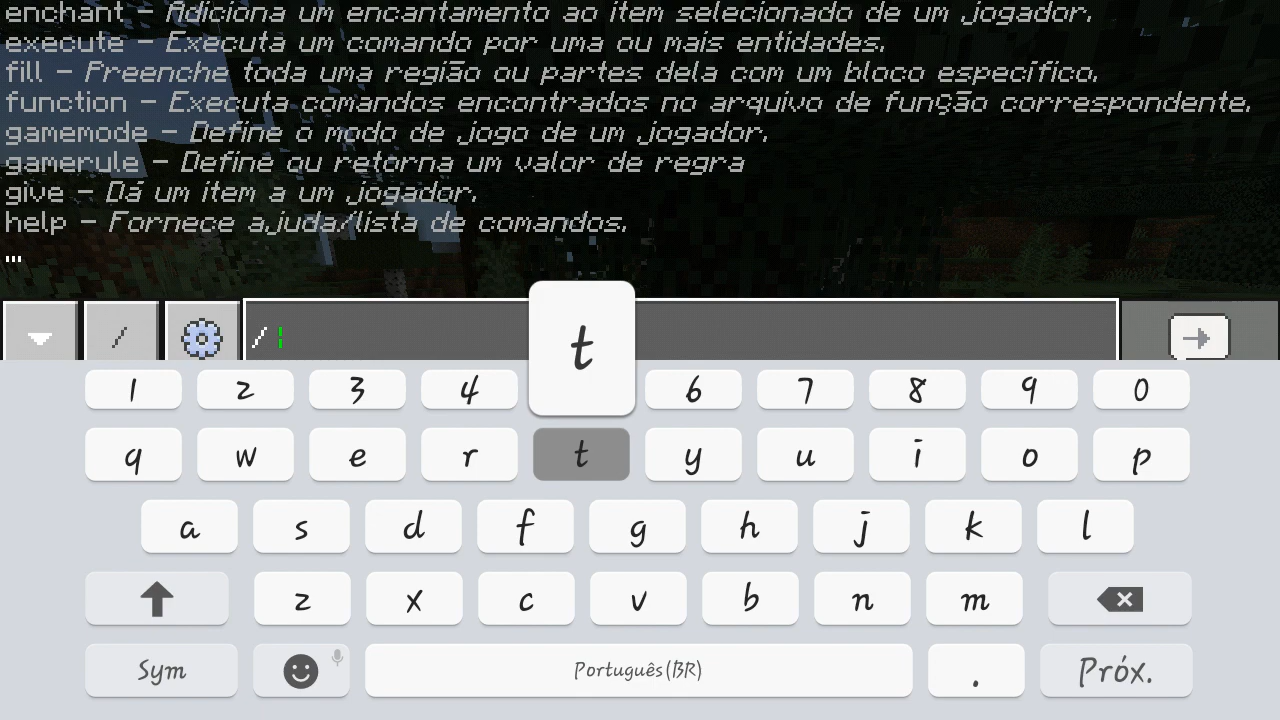 enchant - Adiciona um encantamento ao item selecionado de um jogador.
execute - Executa um comando por uma ou mais entidades.
fill - Preenche toda uma região ou partes dela com um bloco específico.
function - Executa comandos encontrados no arquivo de função correspondente.
gamemode - Define o modo de jogo de um jogador.
gamerule - Define ou retorna um valor de regra
give - Dá um item a um jogador.
help - Fornece ajuda/lista de comandos.
...
/ /
t
1 2 3 4 6 7 8 9 0
q w e r t y u i o p
a s d f g h j k l
z x c v b n m
Sym Português(BR) . Próx.